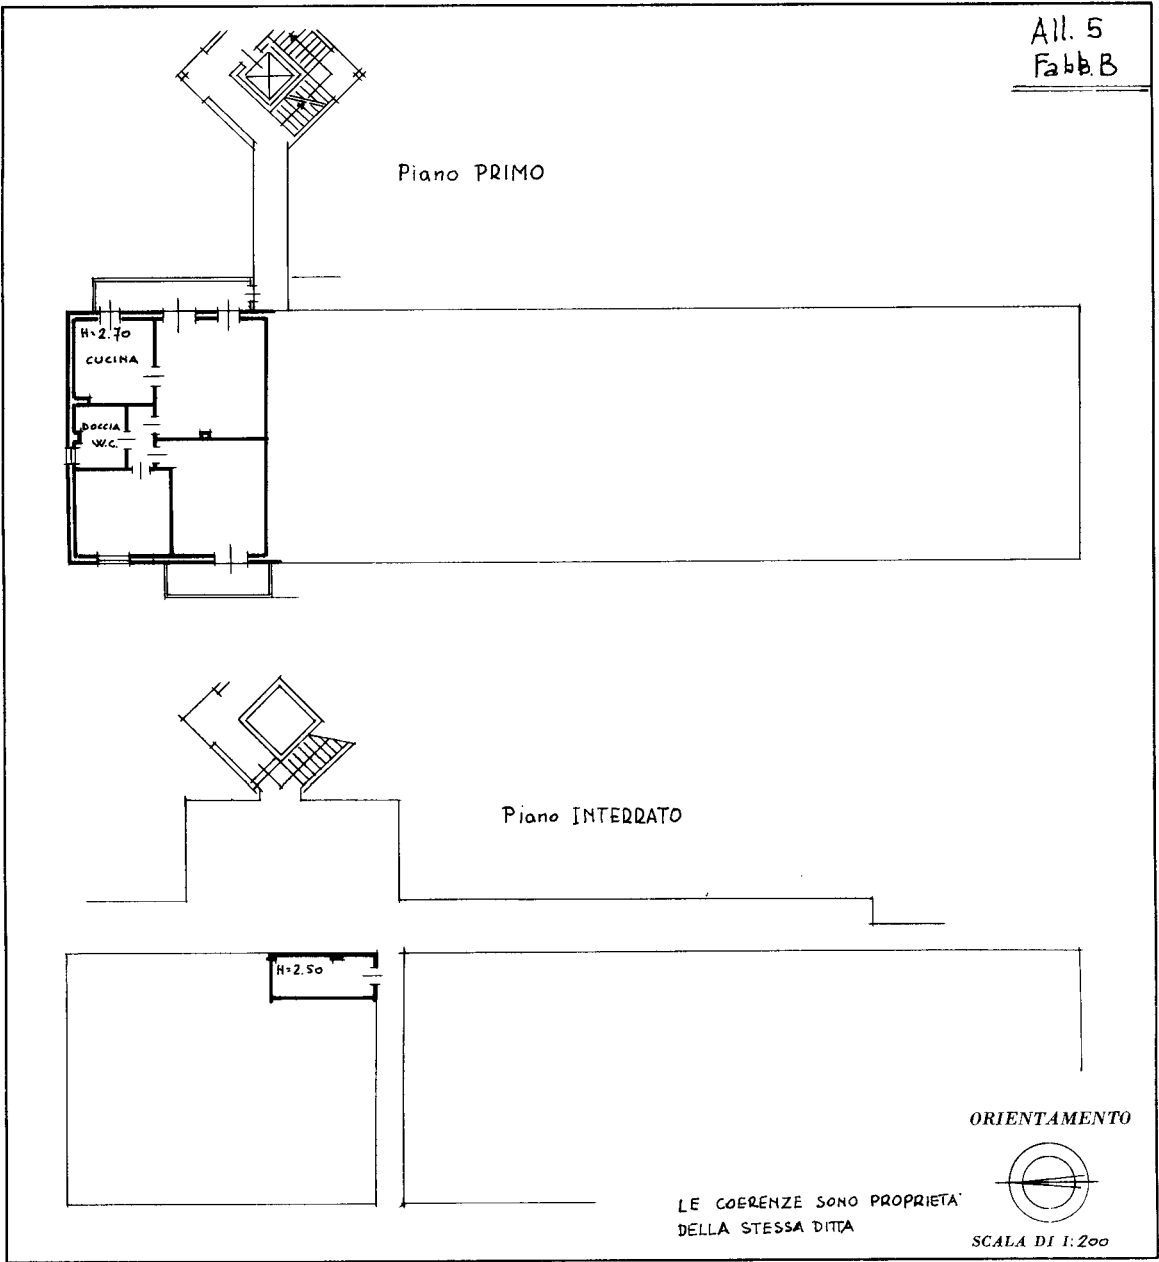 All. 5
Fabb. B
Piano PRIMO
H=2.70
CUCINA
DOCCIA
W.C.
Piano INTERRATO
H=2.50
ORIENTAMENTO
LE COERENZE SONO PROPRIETA'
DELLA STESSA DITTA
SCALA DI 1:200